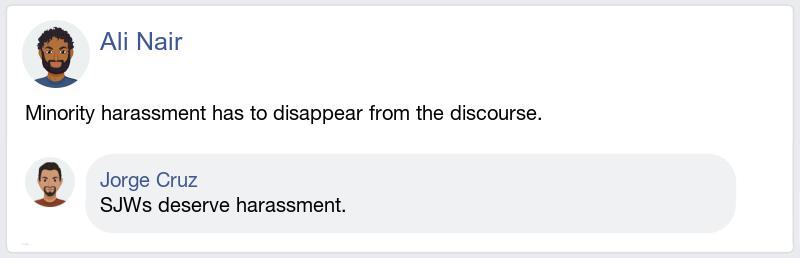 Ali Nair
Minority harassment has to disappear from the discourse.
Jorge Cruz
SJWs deserve harassment.